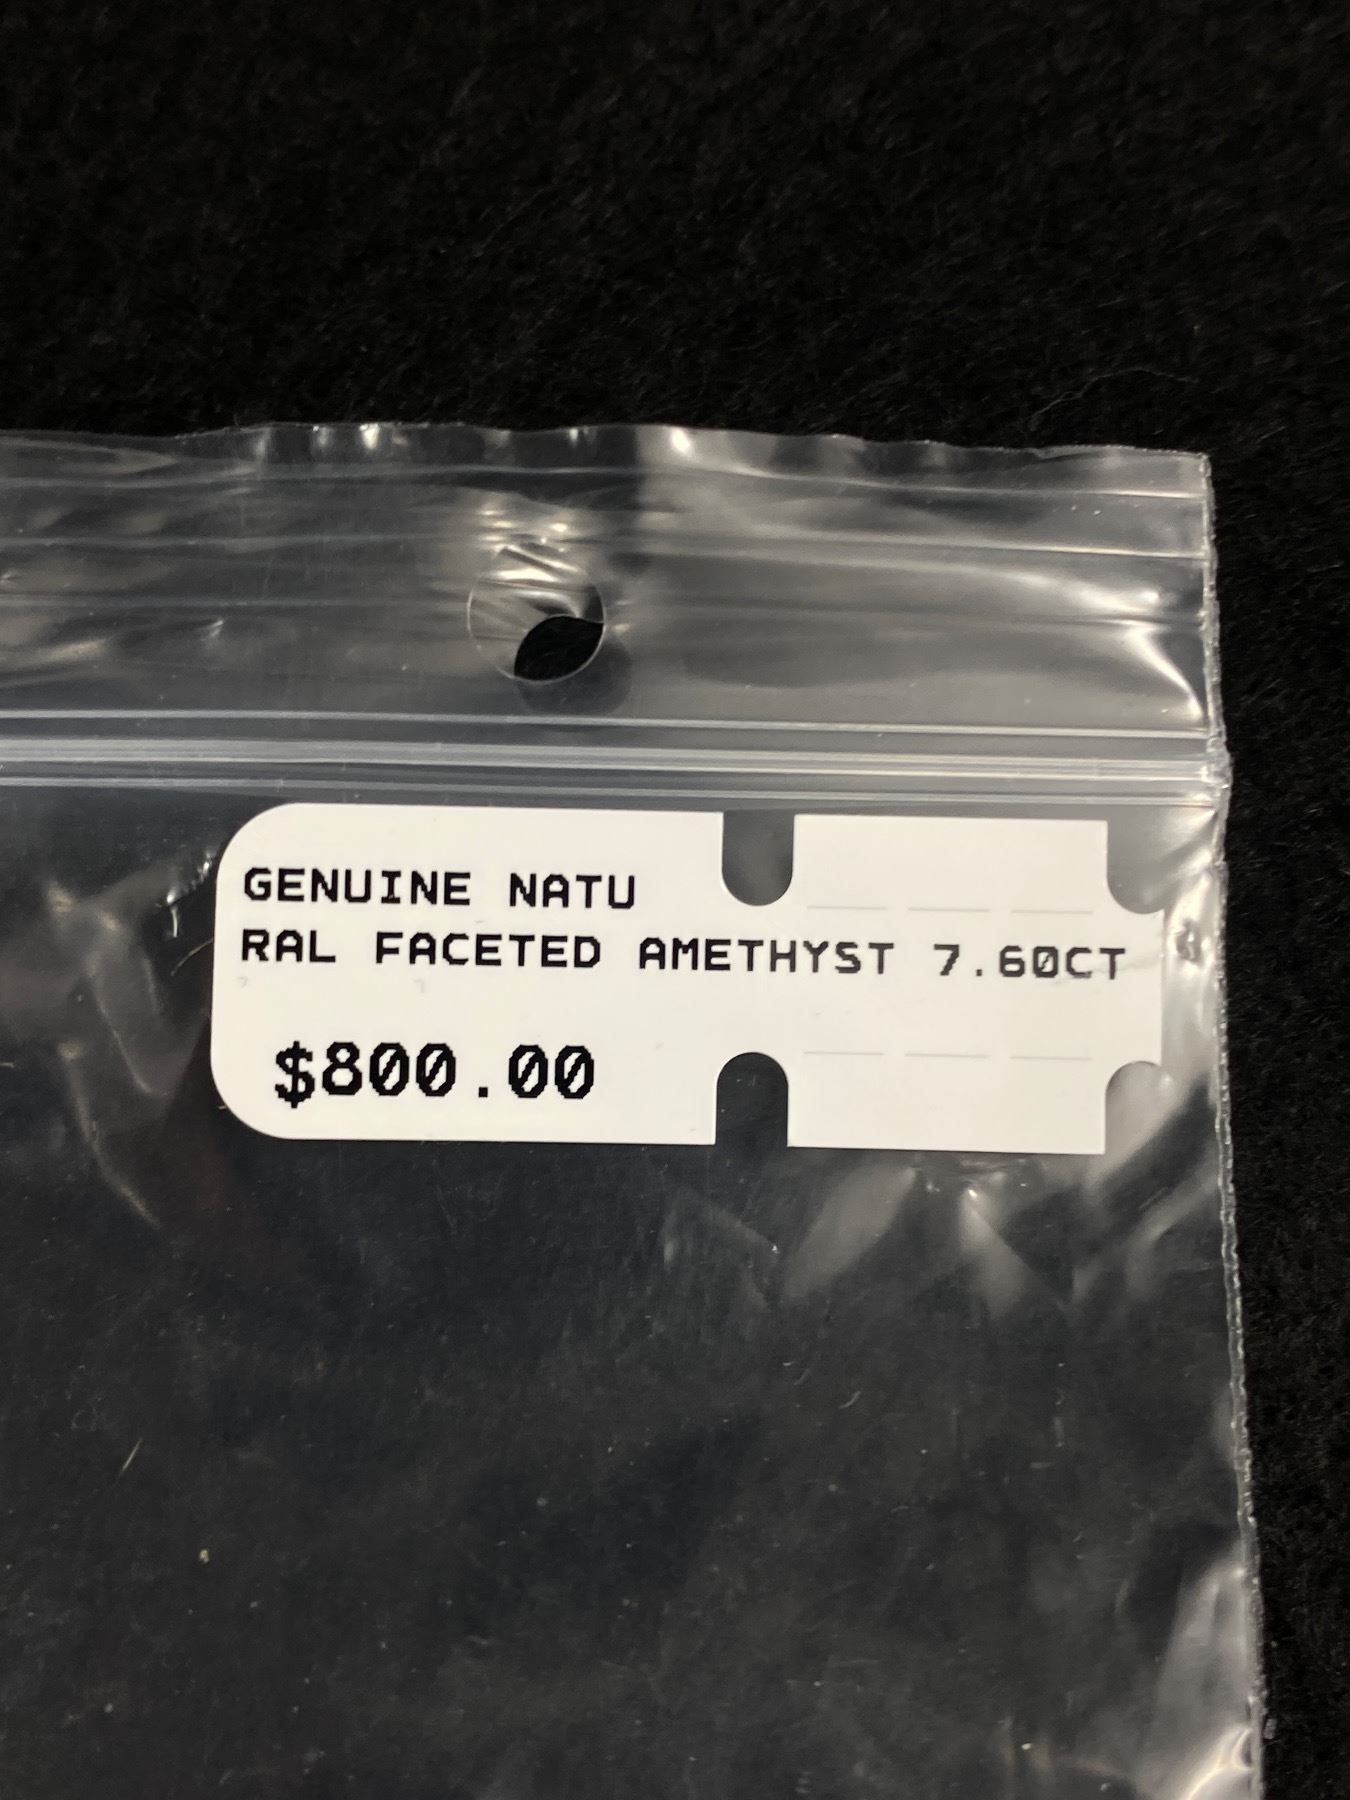 GENUINE NATU
RAL FACETED AMETHYST 7.60CT
$800.00